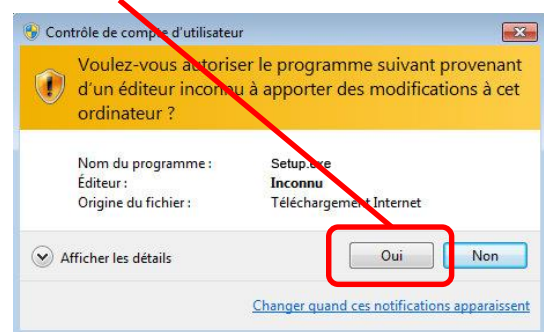 Contrôle de compte d'utilisateur
Voulez-vous autoriser le programme suivant provenant
d'un éditeur inconnu à apporter des modifications à cet
ordinateur ?
Nom du programme : Setup.exe
Éditeur : Inconnu
Origine du fichier : Téléchargement Internet
Afficher les détails Oui Non
Changer quand ces notifications apparaissent